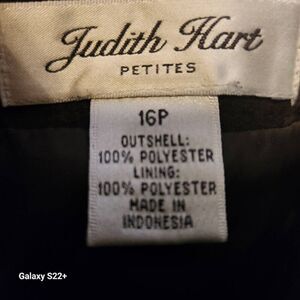 Judith Hart
PETITES
16P
OUTSHELL:
100% POLYESTER
LINING:
100% POLYESTER
MADE IN
INDONESIA
Galaxy S22+